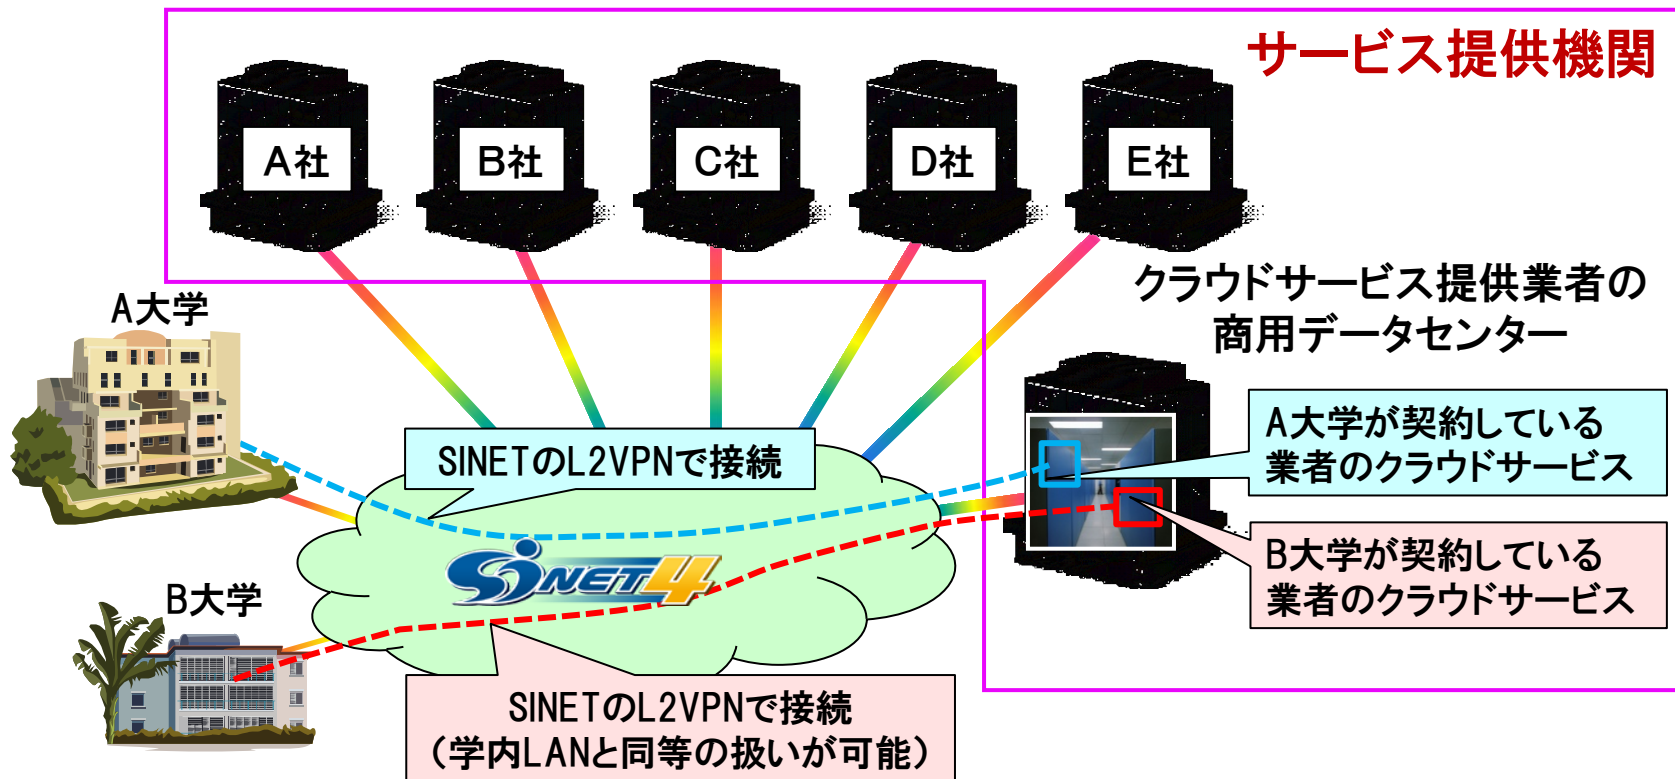 サービス提供機関
A社
B社
C社
D社
E社
クラウドサービス提供業者の
商用データセンター
A大学
SINETのL2VPNで接続
A大学が契約している
業者のクラウドサービス
SINET4
B大学が契約している
業者のクラウドサービス
B大学
SINETのL2VPNで接続
（学内LANと同等の扱いが可能）